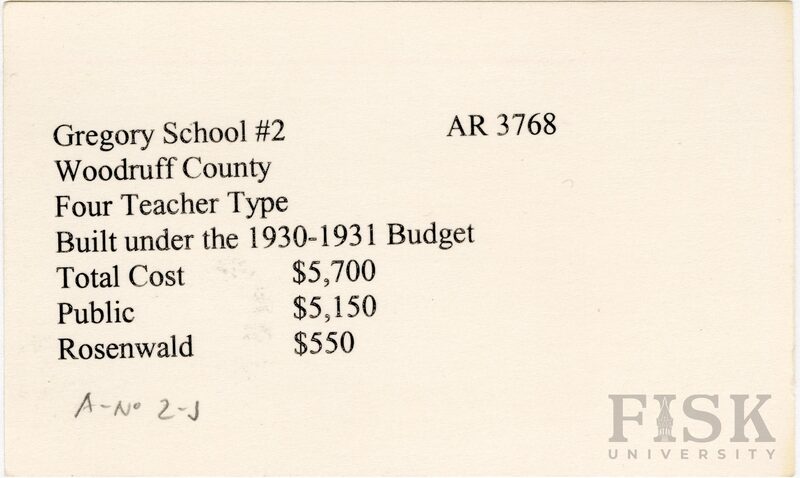 Gregory School #2 AR 3768
Woodruff County
Four Teacher Type
Built under the 1930-1931 Budget
Total Cost $5,700
Public $5,150
Rosenwald $550
A-No 2-J
FISK
UNIVERSITY